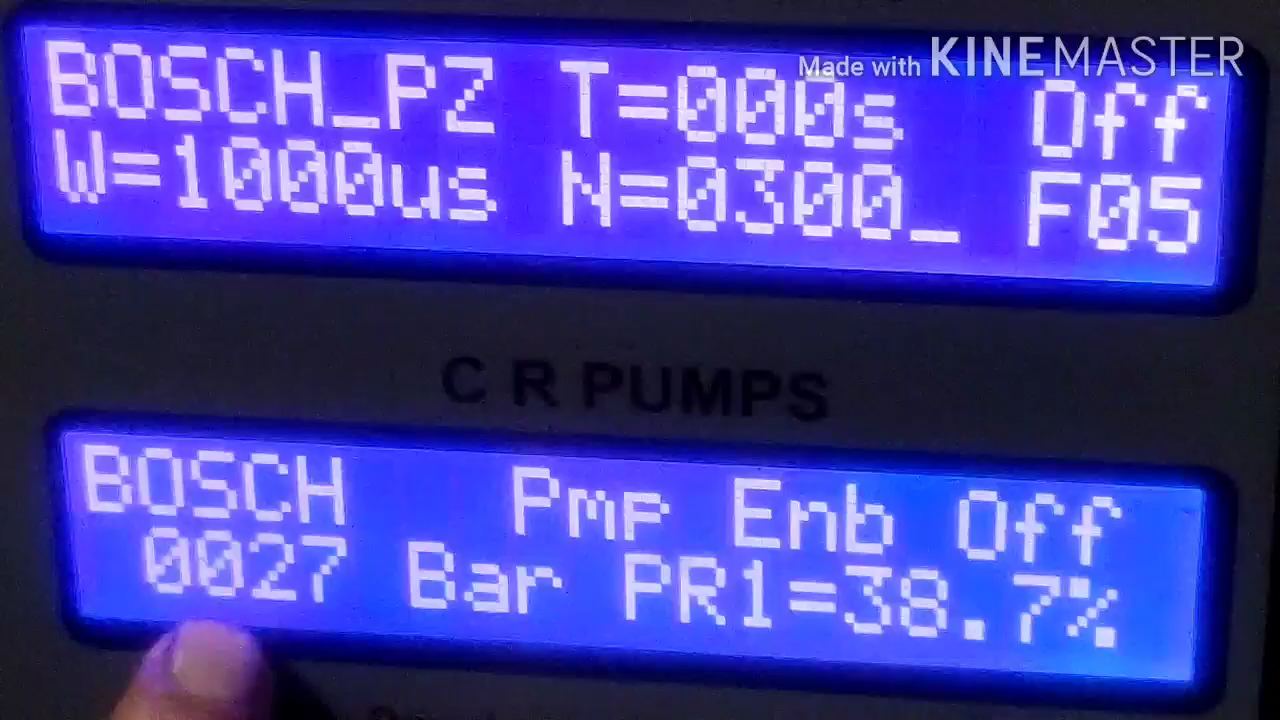 Made with KINEMASTER
BOSCH_PZ T=000s Off
W=1000us N=0300_ F05
C R PUMPS
BOSCH Pmp Enb Off
0027 Bar PR1=38.7%